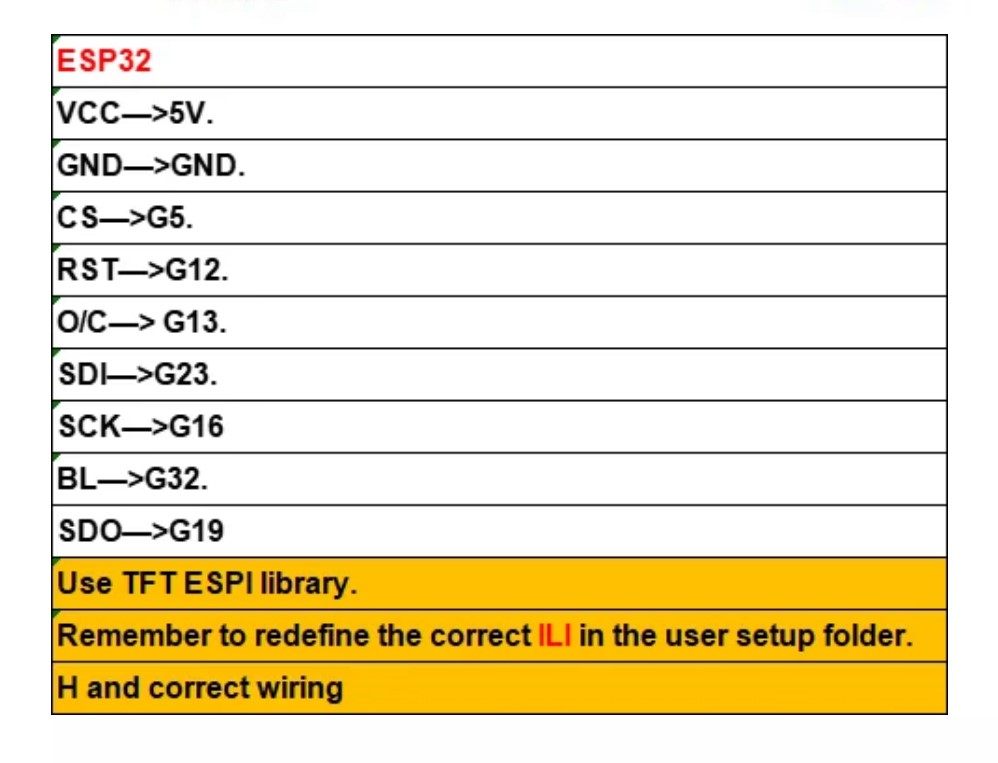 ESP32
VCC—>5V.
GND—>GND.
CS—>G5.
RST—>G12.
O/C—> G13.
SDI—>G23.
SCK—>G16
BL—>G32.
SDO—>G19
Use TFT ESPI library.
Remember to redefine the correct ILI in the user setup folder.
H and correct wiring